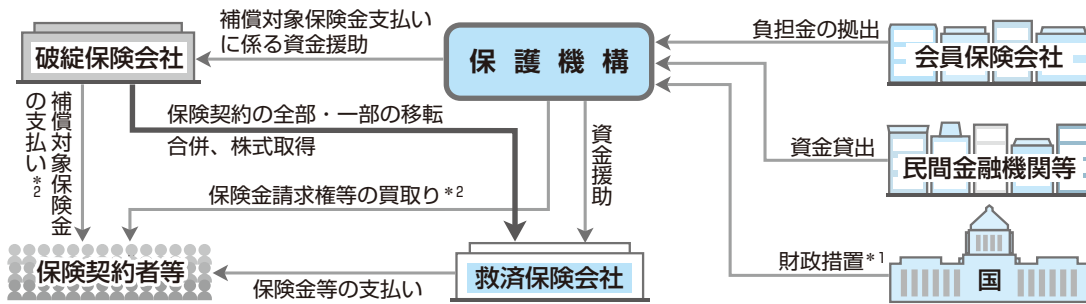 補償対象保険金支払い
に係る資金援助
破綻保険会社
保護機構
負担金の拠出
会員保険会社
補償対象保険金
の支払い*2
保険契約の全部・一部の移転
合併、株式取得
資金援助
資金貸出
民間金融機関等
保険金請求権等の買取り*2
財政措置*1
国
保険契約者等
保険金等の支払い
救済保険会社